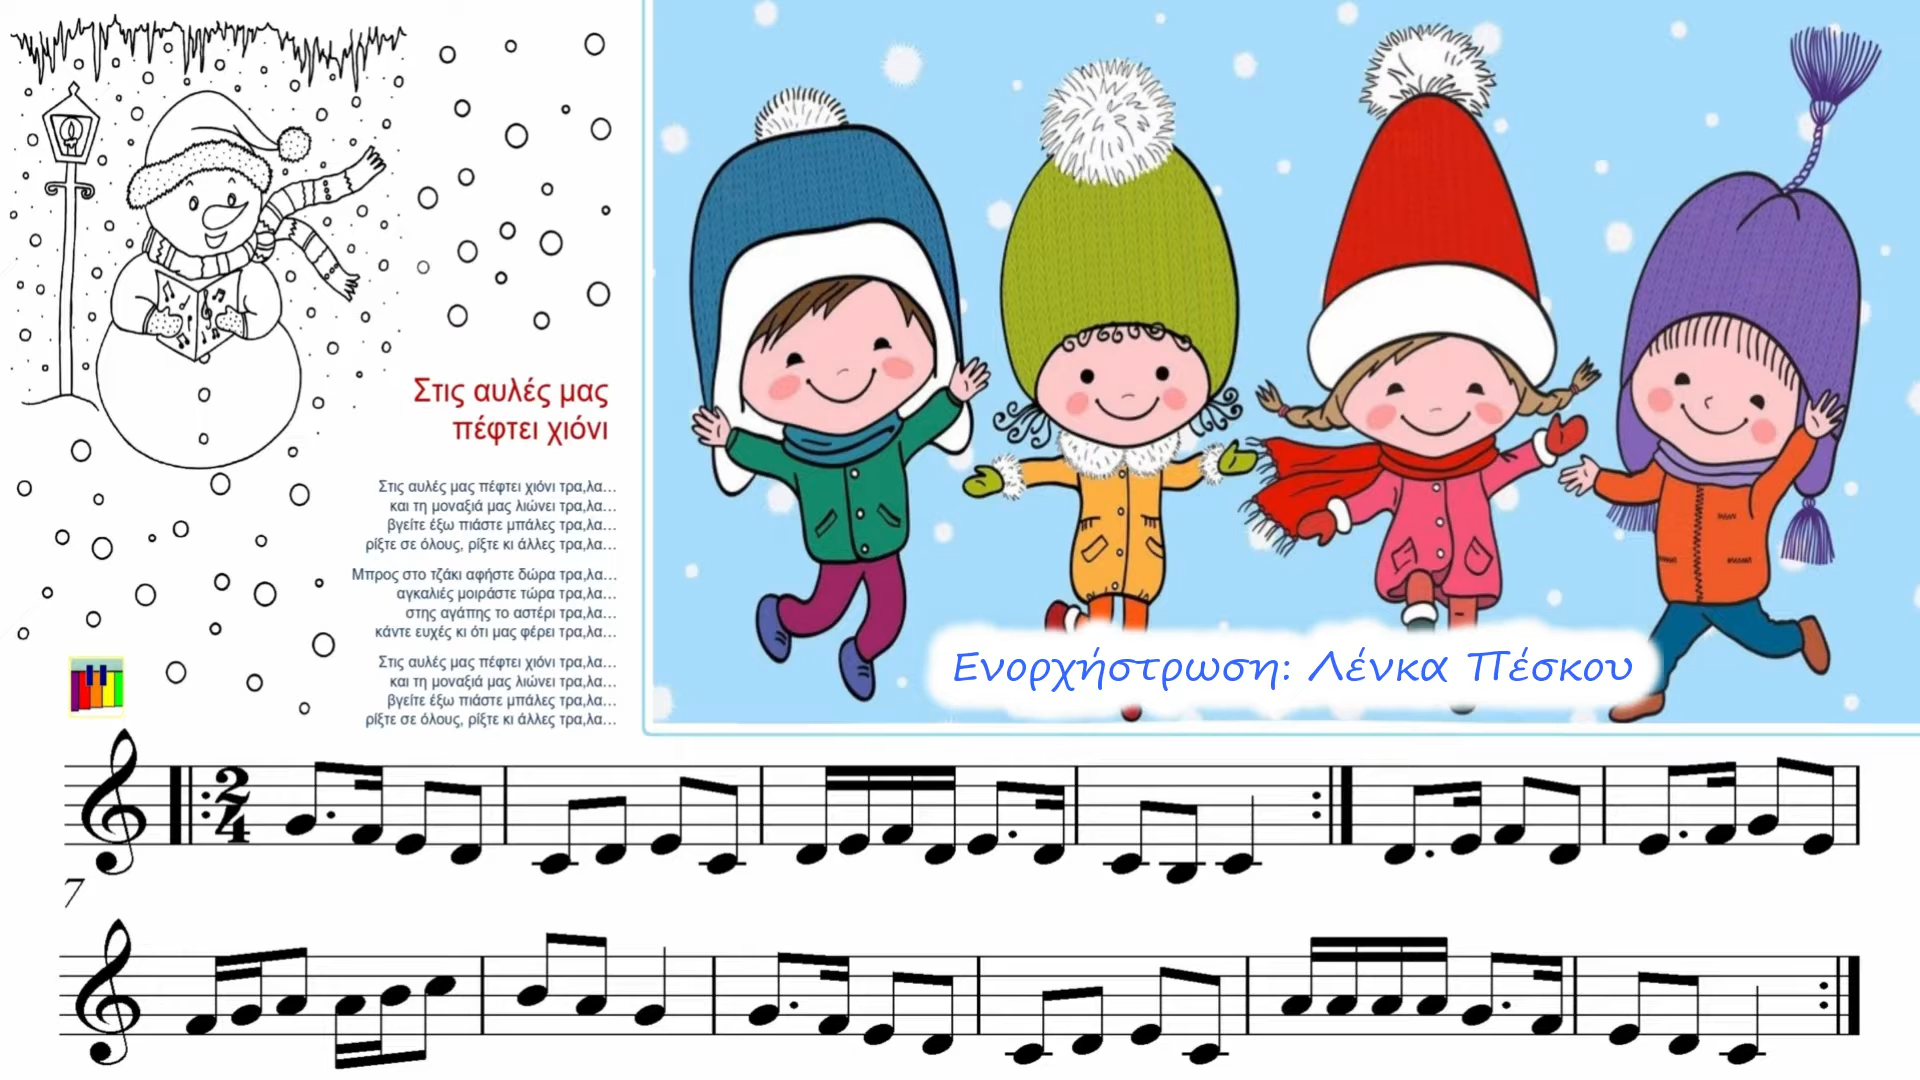 Στις αυλές μας
πέφτει χιόνι
Στις αυλές μας πέφτει χιόνι τρα,λα…
και τη μοναξιά μας λιώνει τρα,λα…
βγείτε έξω πιάστε μπάλες τρα,λα…
ρίξτε σε όλους, ρίξτε κι άλλες τρα,λα…
Μπρος στο τζάκι αφήστε δώρα τρα,λα…
αγκαλιές μοιράστε τώρα τρα,λα…
στης αγάπης το αστέρι τρα,λα…
κάντε ευχές κι ότι μας φέρει τρα,λα…
Στις αυλές μας πέφτει χιόνι τρα,λα…
και τη μοναξιά μας λιώνει τρα,λα…
βγείτε έξω πιάστε μπάλες τρα,λα…
ρίξτε σε όλους, ρίξτε κι άλλες τρα,λα…
Ενορχήστρωση: Λένκα Πέσκου
2
4
7